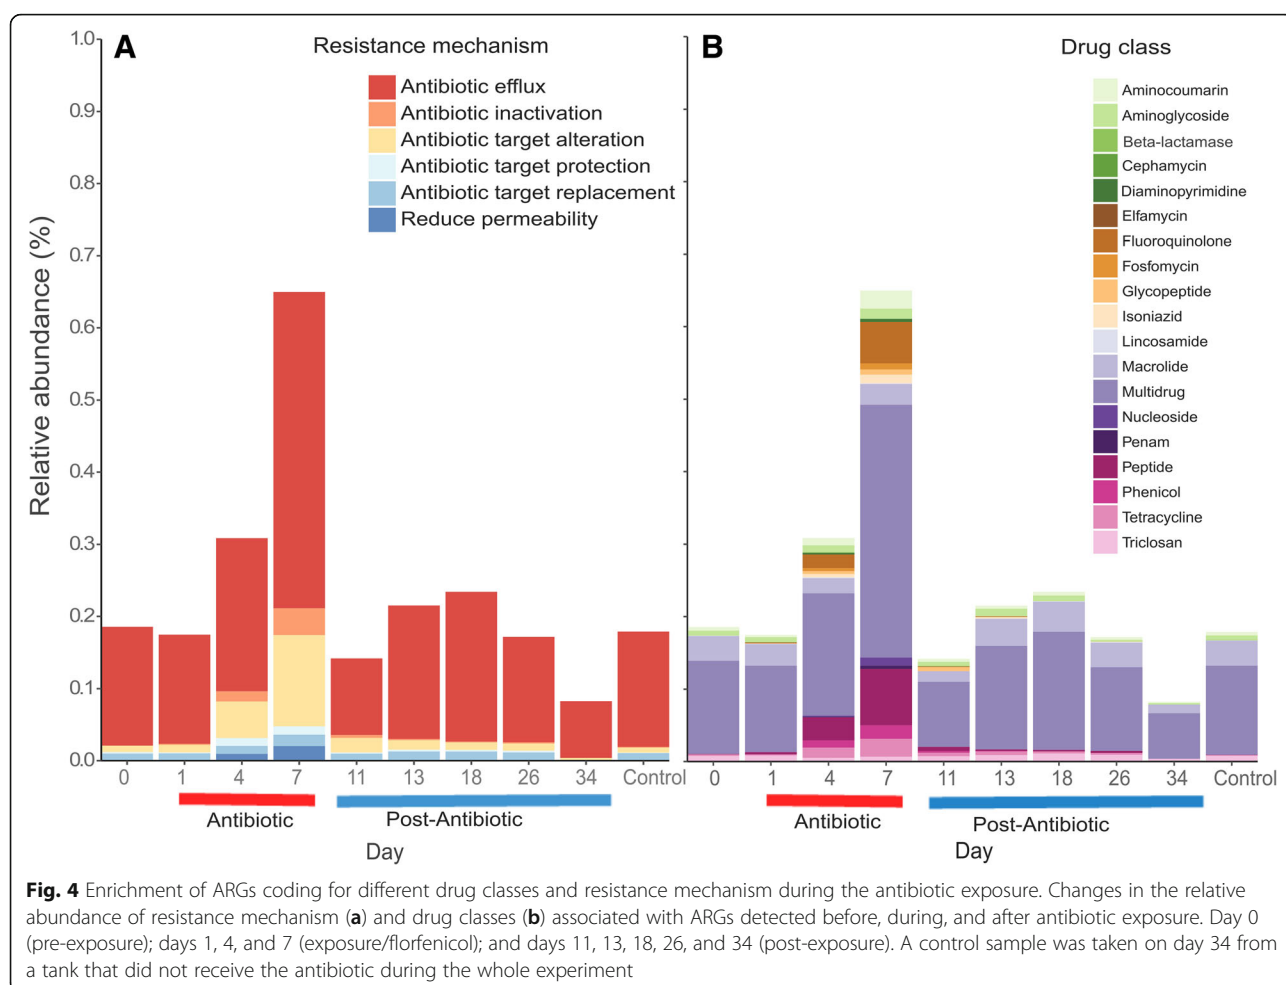 A
Resistance mechanism
Antibiotic efflux
Antibiotic inactivation
Antibiotic target alteration
Antibiotic target protection
Antibiotic target replacement
Reduce permeability
Relative abundance (%)
1.0
0.9
0.8
0.7
0.6
0.5
0.4
0.3
0.2
0.1
0.0
0 1 4 7 11 13 18 26 34 Control
Antibiotic Post-Antibiotic
Day
B
Drug class
Aminocoumarin
Aminoglycoside
Beta-lactamase
Cephamycin
Diaminopyrimidine
Elfamycin
Fluoroquinolone
Fosfomycin
Glycopeptide
Isoniazid
Lincosamide
Macrolide
Multidrug
Nucleoside
Penam
Peptide
Phenicol
Tetracycline
Triclosan
0 1 4 7 11 13 18 26 34 Control
Antibiotic Post-Antibiotic
Day
Fig. 4 Enrichment of ARGs coding for different drug classes and resistance mechanism during the antibiotic exposure. Changes in the relative
abundance of resistance mechanism (a) and drug classes (b) associated with ARGs detected before, during, and after antibiotic exposure. Day 0
(pre-exposure); days 1, 4, and 7 (exposure/florfenicol); and days 11, 13, 18, 26, and 34 (post-exposure). A control sample was taken on day 34 from
a tank that did not receive the antibiotic during the whole experiment